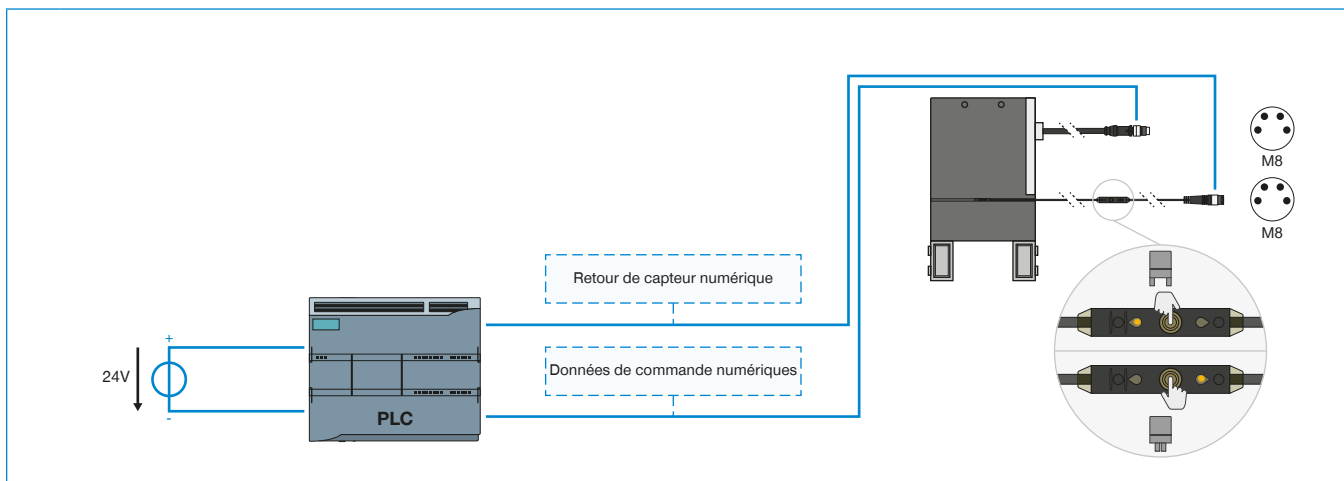 M8
M8
Retour de capteur numérique
Données de commande numériques
+
24V
-
PLC